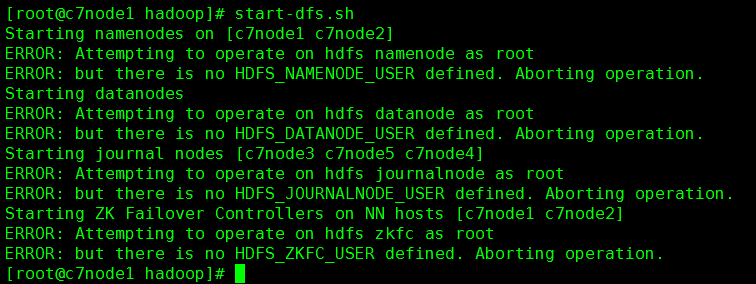 [root@c7node1 hadoop]# start-dfs.sh
Starting namenodes on [c7node1 c7node2]
ERROR: Attempting to operate on hdfs namenode as root
ERROR: but there is no HDFS_NAMENODE_USER defined. Aborting operation.
Starting datanodes
ERROR: Attempting to operate on hdfs datanode as root
ERROR: but there is no HDFS_DATANODE_USER defined. Aborting operation.
Starting journal nodes [c7node3 c7node5 c7node4]
ERROR: Attempting to operate on hdfs journalnode as root
ERROR: but there is no HDFS_JOURNALNODE_USER defined. Aborting operation.
Starting ZK Failover Controllers on NN hosts [c7node1 c7node2]
ERROR: Attempting to operate on hdfs zkfc as root
ERROR: but there is no HDFS_ZKFC_USER defined. Aborting operation.
[root@c7node1 hadoop]#